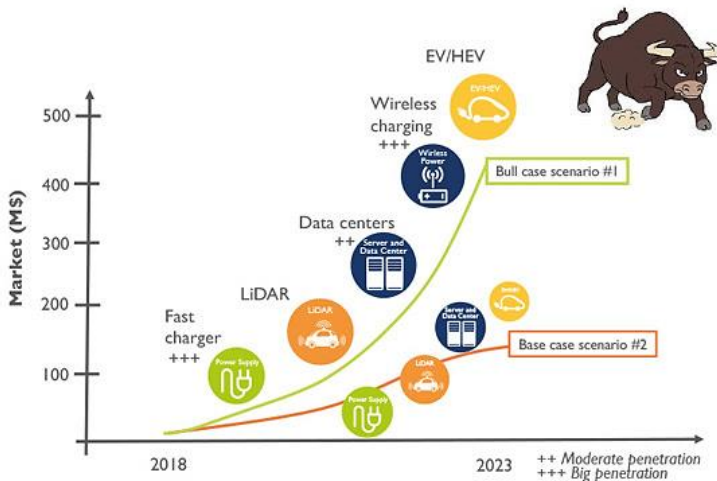 EV/HEV
EV/HEV
Wireless
charging
+++
Wirless
Power
Bull case scenario #1
Data centers
++
Server and
Data Center
LiDAR
LiDAR
Fast
charger
+++
Power Supply
Server and
Data Center
Base case scenario #2
LiDAR
Power Supply
Market (M$)
500
400
300
200
100
2018
2023
++ Moderate penetration
+++ Big penetration